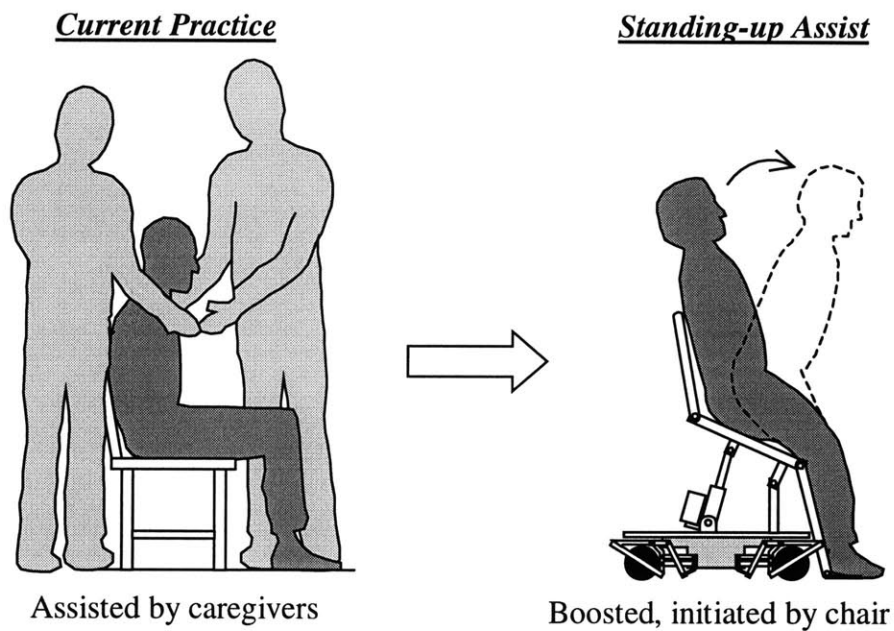 Current Practice
Standing-up Assist
Assisted by caregivers
Boosted, initiated by chair